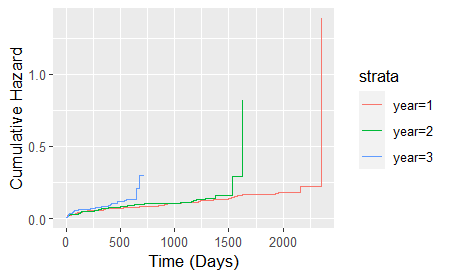 Cumulative Hazard
1.0
0.5
0.0
0
500
1000
1500
2000
Time (Days)
strata
year=1
year=2
year=3